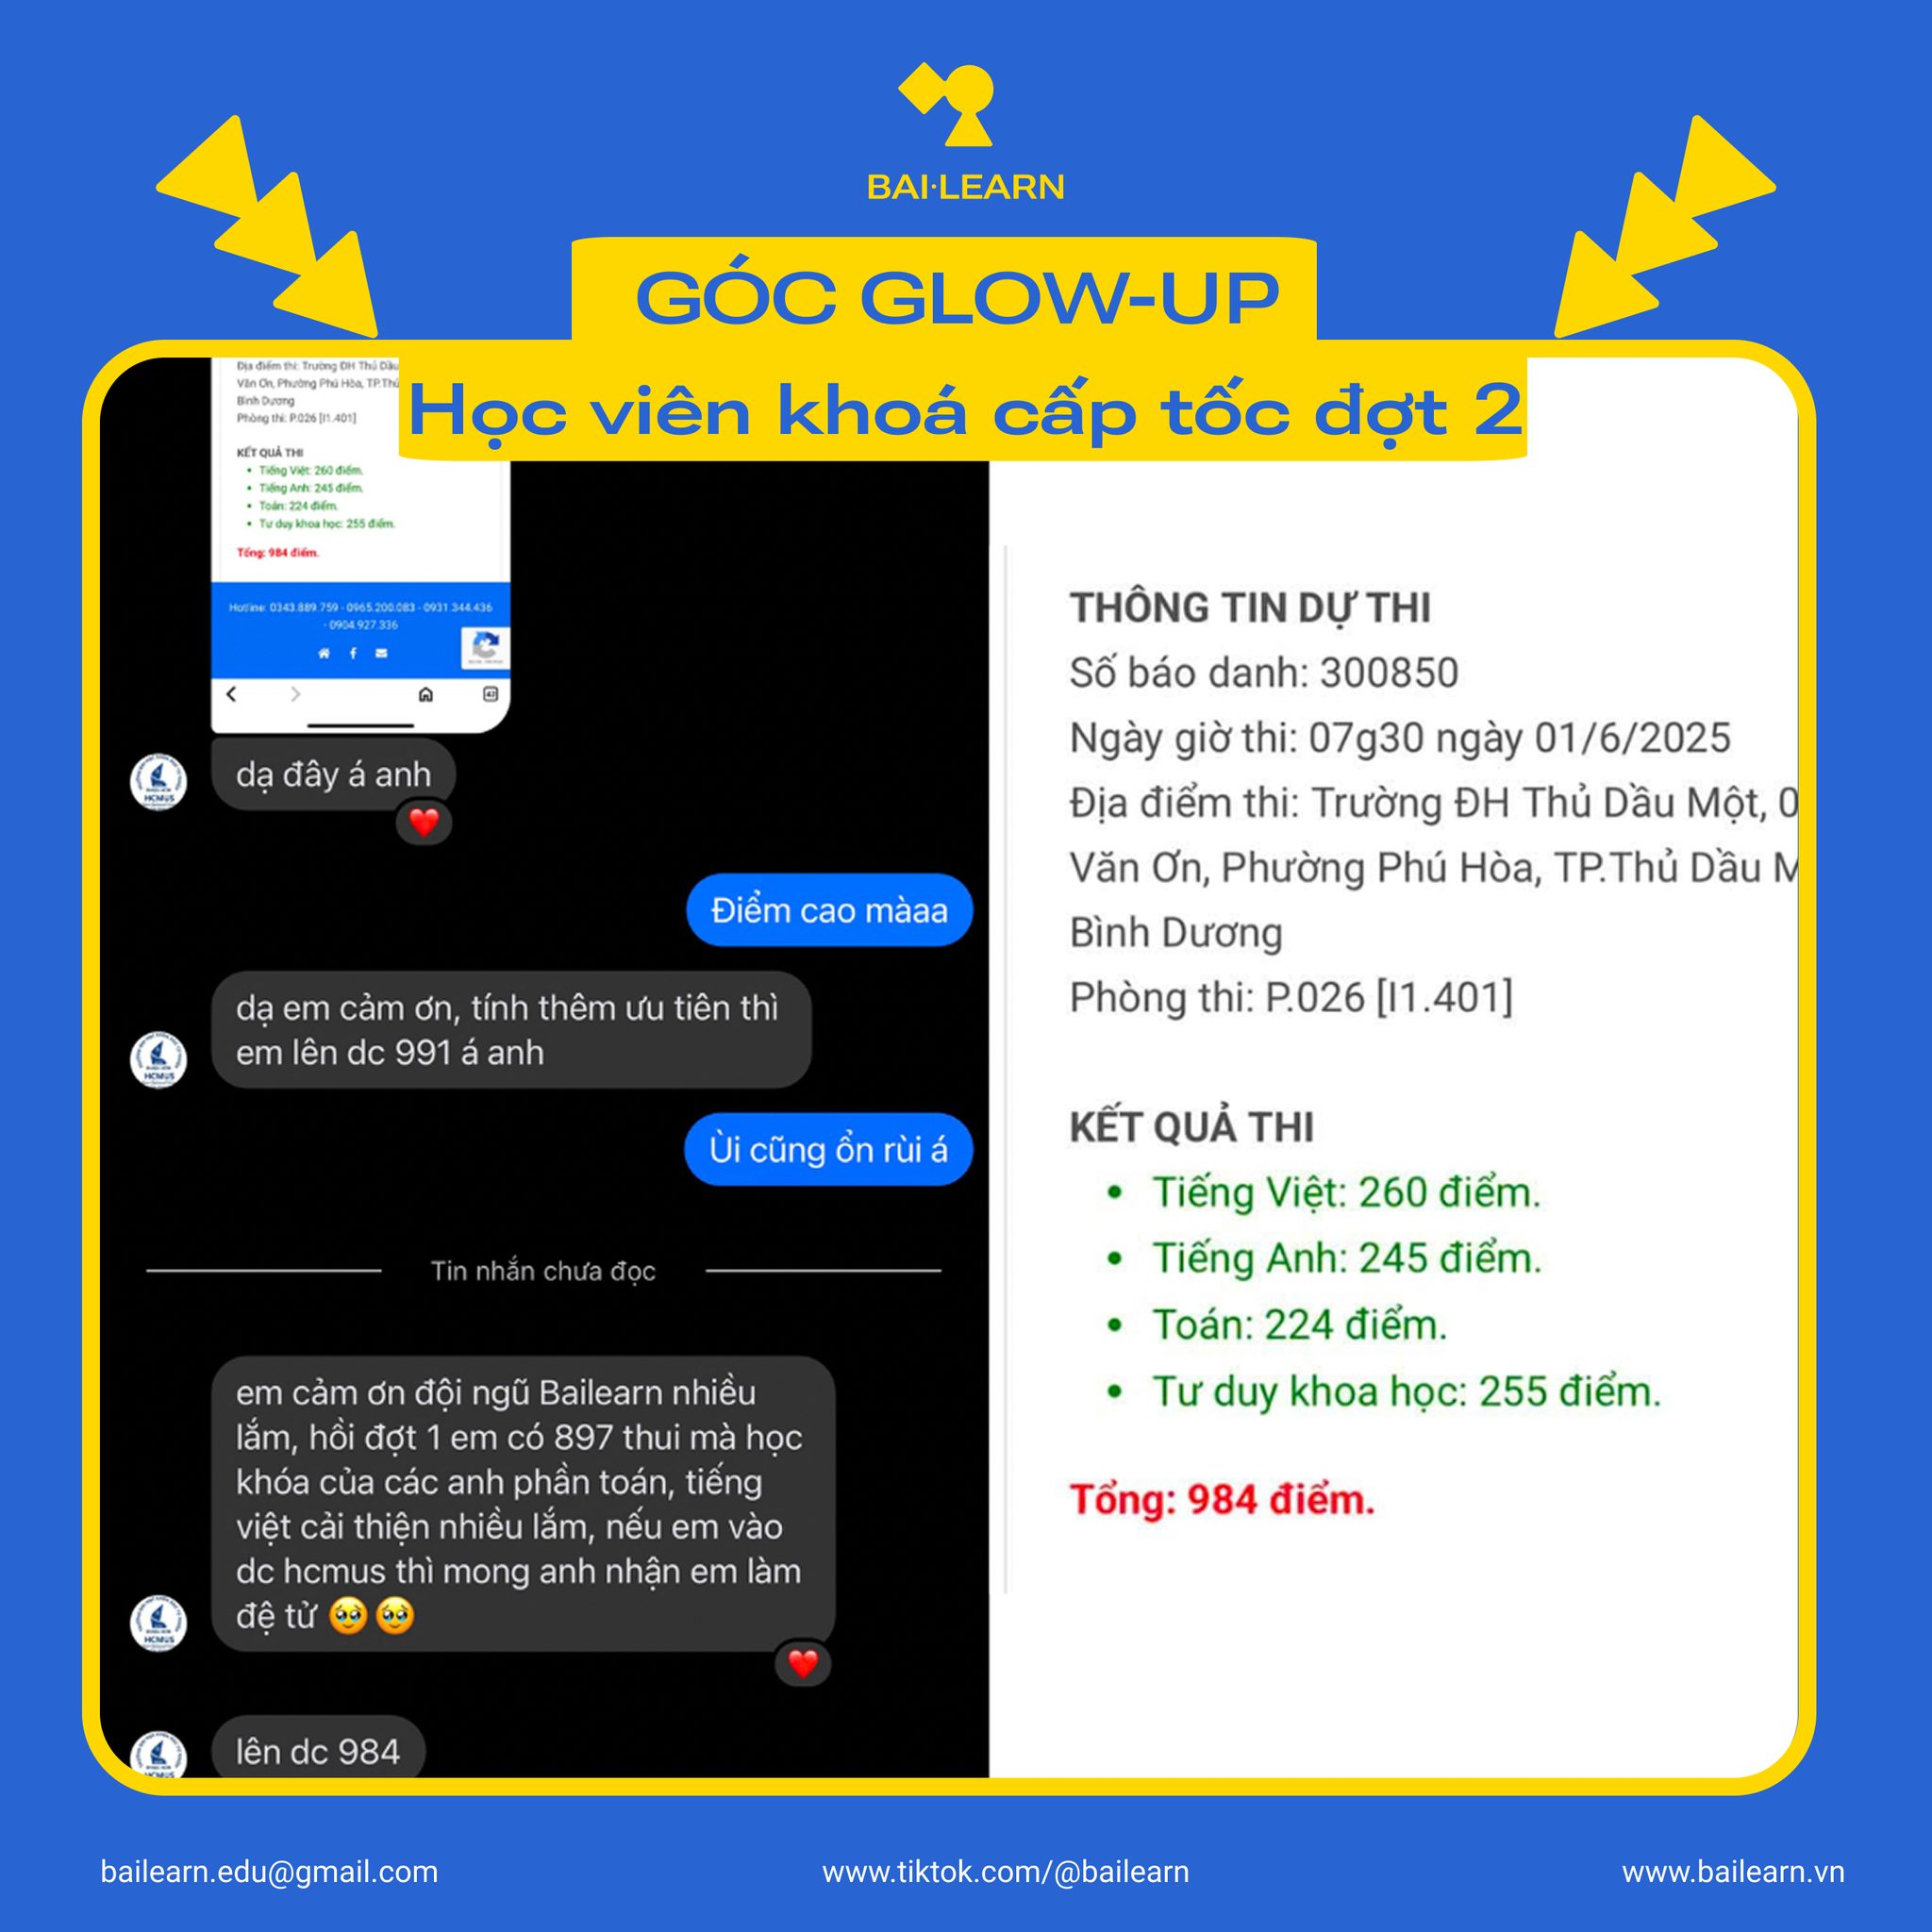 BAI·LEARN
GÓC GLOW-UP
Học viên khoá cấp tốc đợt 2
Địa điểm thi: Trường ĐH Thủ Dầu
Văn Ơn, Phường Phú Hòa, TP.Thủ
Bình Dương
Phòng thi: P.026 [I1.401]
KẾT QUẢ THI
• Tiếng Việt: 260 điểm.
• Tiếng Anh: 245 điểm.
• Toán: 224 điểm.
• Tư duy khoa học: 255 điểm.
Tổng: 984 điểm.
Hotline: 0343.889.759 - 0965.200.083 - 0931.344.436
- 0904.927.336
42
dạ đây á anh
HCMUS
Điểm cao màaa
dạ em cảm ơn, tính thêm ưu tiên thì
em lên dc 991 á anh
HCMUS
Ùi cũng ổn rùi á
Tin nhắn chưa đọc
em cảm ơn đội ngũ Bailearn nhiều
lắm, hồi đợt 1 em có 897 thui mà học
khóa của các anh phần toán, tiếng
việt cải thiện nhiều lắm, nếu em vào
dc hcmus thì mong anh nhận em làm
đệ tử 🥹🥹
HCMUS
lên dc 984
HCMUS
THÔNG TIN DỰ THI
Số báo danh: 300850
Ngày giờ thi: 07g30 ngày 01/6/2025
Địa điểm thi: Trường ĐH Thủ Dầu Một, 0
Văn Ơn, Phường Phú Hòa, TP.Thủ Dầu M
Bình Dương
Phòng thi: P.026 [I1.401]
KẾT QUẢ THI
• Tiếng Việt: 260 điểm.
• Tiếng Anh: 245 điểm.
• Toán: 224 điểm.
• Tư duy khoa học: 255 điểm.
Tổng: 984 điểm.
bailearn.edu@gmail.com
www.tiktok.com/@bailearn
www.bailearn.vn